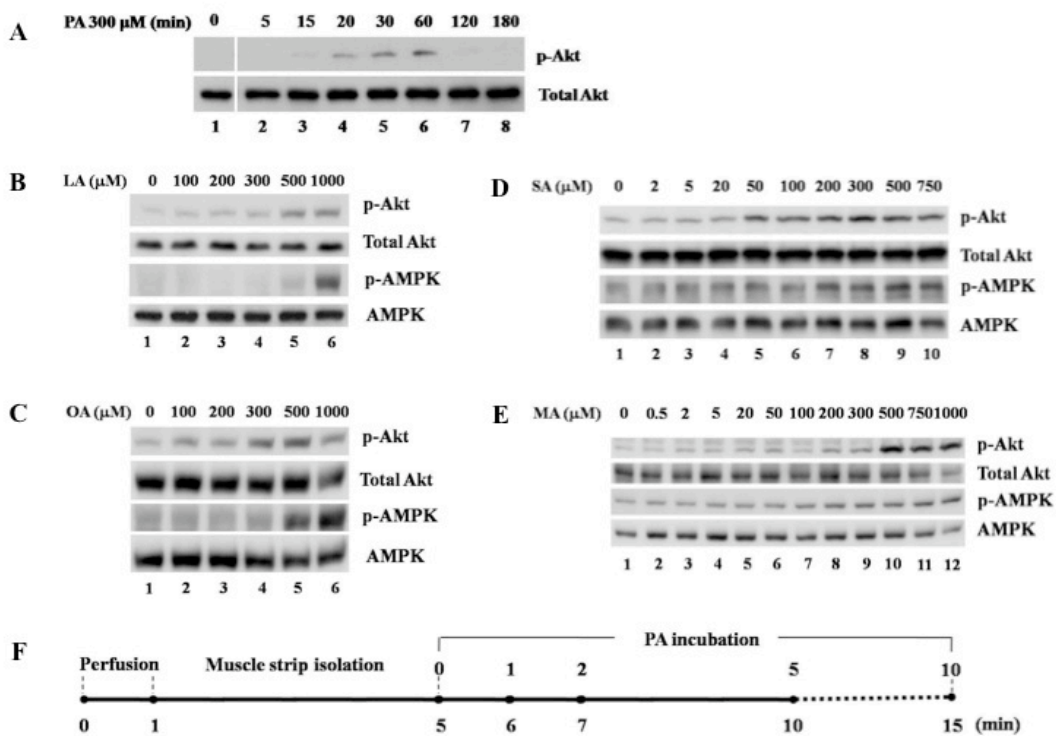 A
PA 300 µM (min) 0 5 15 20 30 60 120 180
p-Akt
Total Akt
1 2 3 4 5 6 7 8
B
LA (µM) 0 100 200 300 500 1000
p-Akt
Total Akt
p-AMPK
AMPK
1 2 3 4 5 6
C
OA (µM) 0 100 200 300 500 1000
p-Akt
Total Akt
p-AMPK
AMPK
1 2 3 4 5 6
D
SA (µM) 0 2 5 20 50 100 200 300 500 750
p-Akt
Total Akt
p-AMPK
AMPK
1 2 3 4 5 6 7 8 9 10
E
MA (µM) 0 0.5 2 5 20 50 100 200 300 500 750 1000
p-Akt
Total Akt
p-AMPK
AMPK
1 2 3 4 5 6 7 8 9 10 11 12
F
PA incubation
Perfusion Muscle strip isolation 0 1 2 5 10
0 1 5 6 7 10 15 (min)